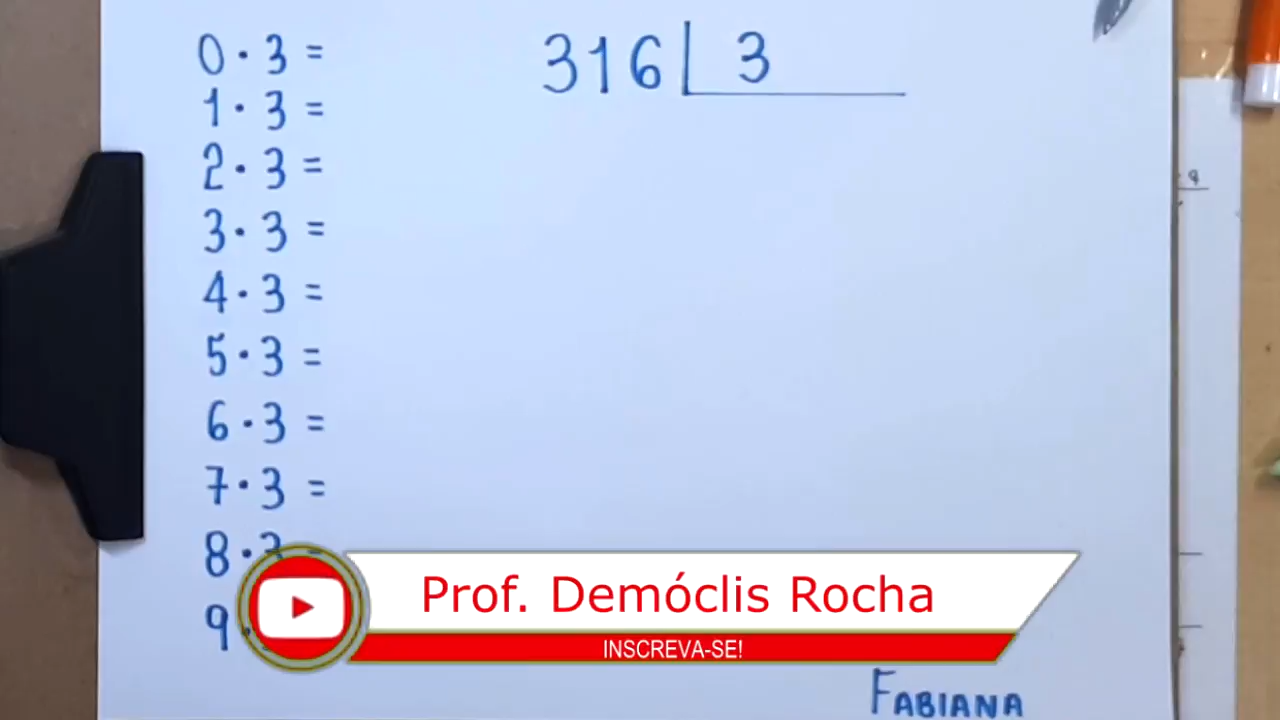 0 · 3 =
1 · 3 =
2 · 3 =
3 · 3 =
4 · 3 =
5 · 3 =
6 · 3 =
7 · 3 =
8 · 3
9 ·
316 3
Prof. Demóclis Rocha
INSCREVA-SE!
FABIANA